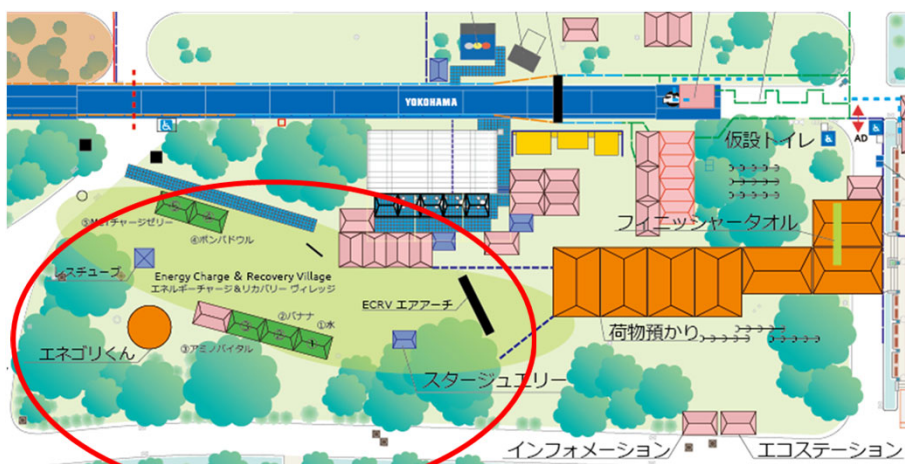 YOKOHAMA
仮設トイレ
AD
フィニッシャータオル
⑤MCTチャージゼリー
5
4
④ポンパドウル
スチューブ
Energy Charge & Recovery Village
エネルギーチャージ&リカバリー ヴィレッジ
ECRV エアアーチ
②バナナ
①水
3
2
1
③アミノバイタル
エネゴリくん
荷物預かり
スタージュエリー
インフォメーション
エコステーション